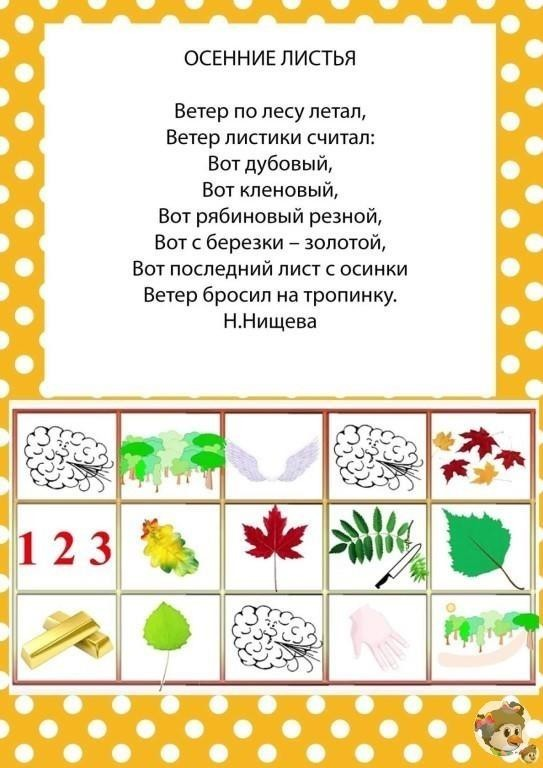 ОСЕННИЕ ЛИСТЬЯ
Ветер по лесу летал,
Ветер листики считал:
Вот дубовый,
Вот кленовый,
Вот рябиновый резной,
Вот с березки – золотой,
Вот последний лист с осинки
Ветер бросил на тропинку.
Н.Нищева
1 2 3